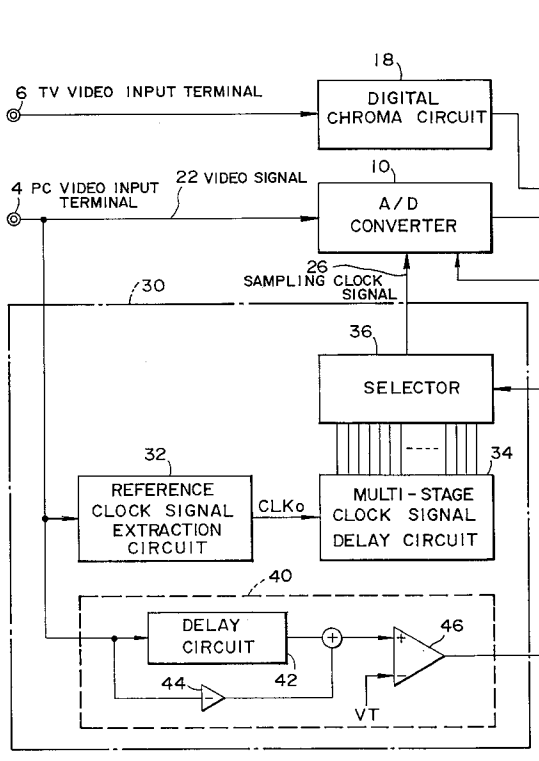 18
6 TV VIDEO INPUT TERMINAL
DIGITAL
CHROMA CIRCUIT
4 PC VIDEO INPUT
TERMINAL
22 VIDEO SIGNAL
10
A/D
CONVERTER
26
SAMPLING CLOCK
SIGNAL
30
36
SELECTOR
32
34
REFERENCE
CLOCK SIGNAL
EXTRACTION
CIRCUIT
CLKo
MULTI-STAGE
CLOCK SIGNAL
DELAY CIRCUIT
40
DELAY
CIRCUIT
42
+
+
46
44
-
-
VT